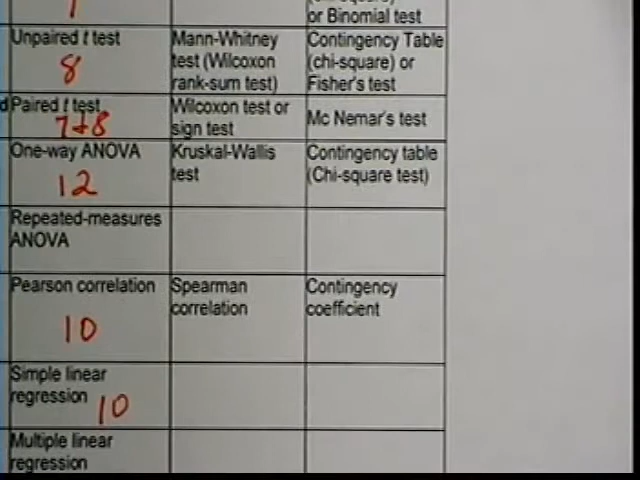 (chi-square)
or Binomial test
Unpaired t test
8
Mann-Whitney
test (Wilcoxon
rank-sum test)
Contingency Table
(chi-square) or
Fisher's test
d
Paired t test
7+8
Wilcoxon test or
sign test
Mc Nemar's test
One-way ANOVA
12
Kruskal-Wallis
test
Contingency table
(Chi-square test)
Repeated-measures
ANOVA
Pearson correlation
10
Spearman
correlation
Contingency
coefficient
Simple linear
regression
10
Multiple linear
regression